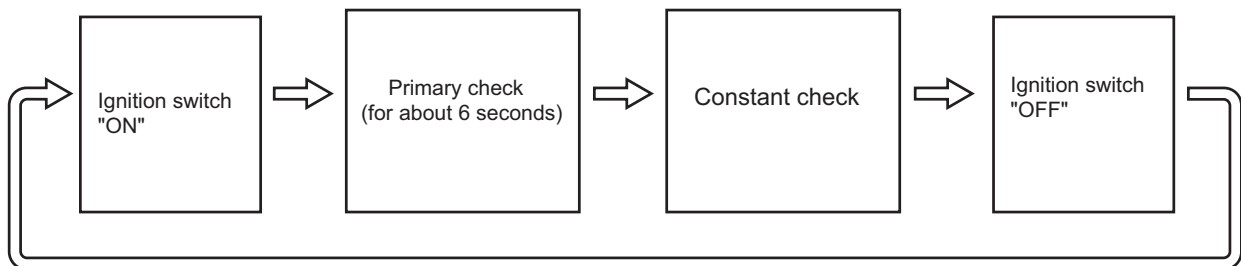 Ignition switch
"ON"
Primary check
(for about 6 seconds)
Constant check
Ignition switch
"OFF"